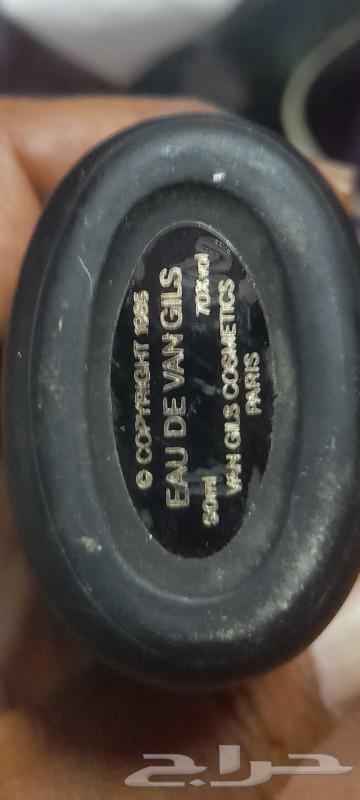 © COPYRIGHT 1985
EAU DE VAN GILS
50ml 70% vol
VAN GILS COSMETICS
PARIS
حراج